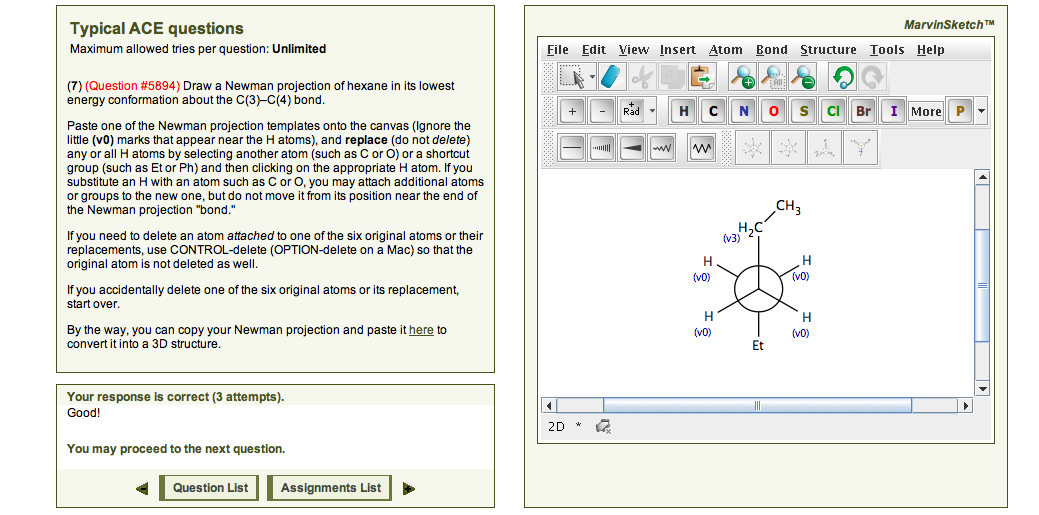 Typical ACE questions
Maximum allowed tries per question: Unlimited
(7) (Question #5894) Draw a Newman projection of hexane in its lowest
energy conformation about the C(3)–C(4) bond.
Paste one of the Newman projection templates onto the canvas (Ignore the
little (v0) marks that appear near the H atoms), and replace (do not delete)
any or all H atoms by selecting another atom (such as C or O) or a shortcut
group (such as Et or Ph) and then clicking on the appropriate H atom. If you
substitute an H with an atom such as C or O, you may attach additional atoms
or groups to the new one, but do not move it from its position near the end of
the Newman projection "bond."
If you need to delete an atom attached to one of the six original atoms or their
replacements, use CONTROL-delete (OPTION-delete on a Mac) so that the
original atom is not deleted as well.
If you accidentally delete one of the six original atoms or its replacement,
start over.
By the way, you can copy your Newman projection and paste it here to
convert it into a 3D structure.
Your response is correct (3 attempts).
Good!
You may proceed to the next question.
Question List
Assignments List
MarvinSketch™
File Edit View Insert Atom Bond Structure Tools Help
All
+ - Rad H C N O S Cl Br I More P
CH3
H2C
(v3)
H H
(v0) (v0)
H H
(v0) (v0)
Et
2D *